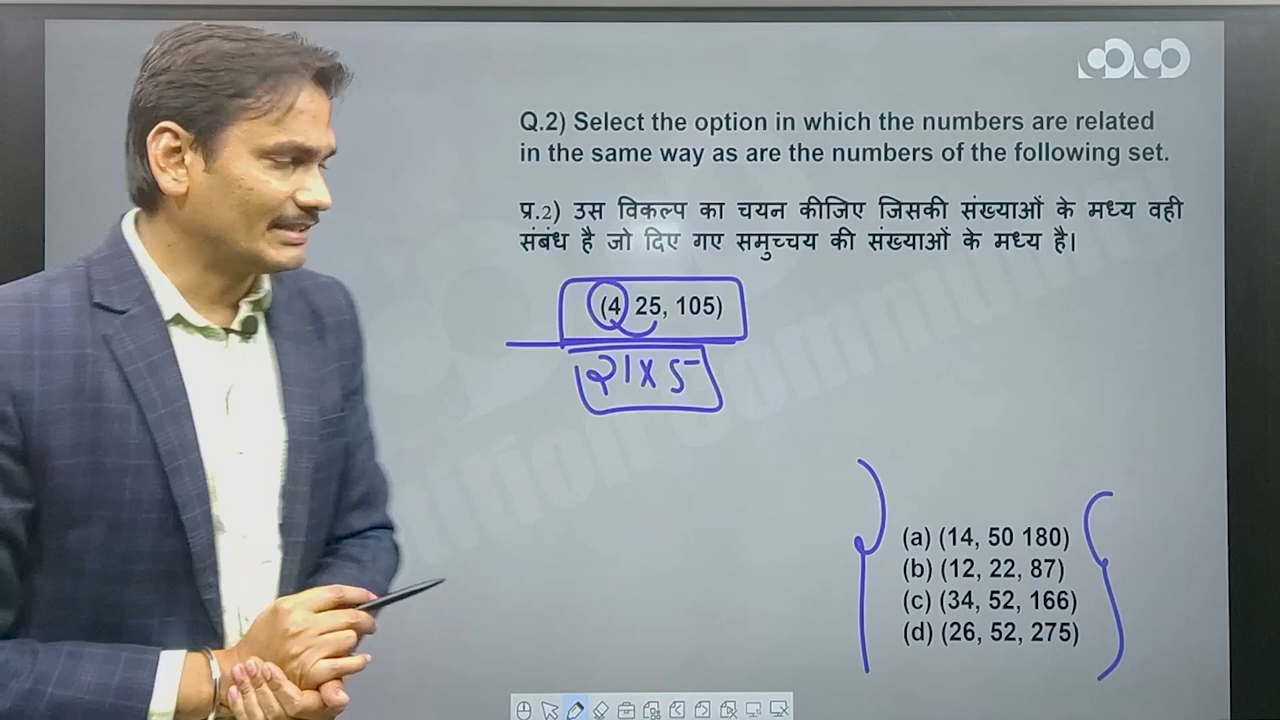 Q.2) Select the option in which the numbers are related
in the same way as are the numbers of the following set.
प्र.2) उस विकल्प का चयन कीजिए जिसकी संख्याओं के मध्य वही
संबंध है जो दिए गए समुच्चय की संख्याओं के मध्य है।
(4 25, 105)
21x5
(a) (14, 50 180)
(b) (12, 22, 87)
(c) (34, 52, 166)
(d) (26, 52, 275)